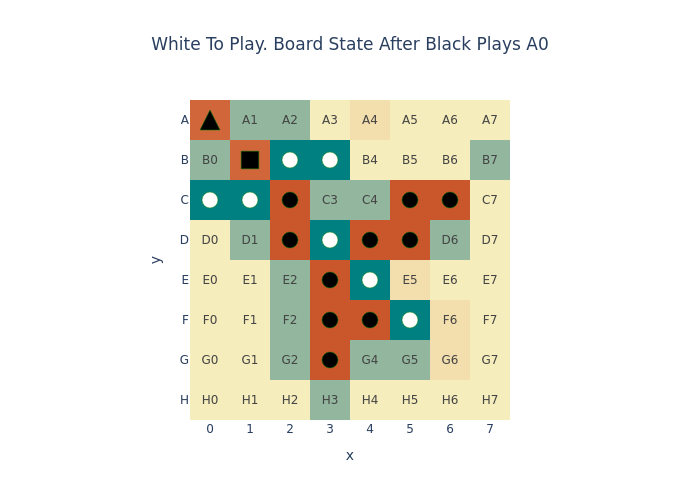 White To Play. Board State After Black Plays A0
A A1 A2 A3 A4 A5 A6 A7
B B0 B4 B5 B6 B7
C C3 C4 C7
D D0 D1 D6 D7
y
E E0 E1 E2 E5 E6 E7
F F0 F1 F2 F6 F7
G G0 G1 G2 G4 G5 G6 G7
H H0 H1 H2 H3 H4 H5 H6 H7
0 1 2 3 4 5 6 7
x